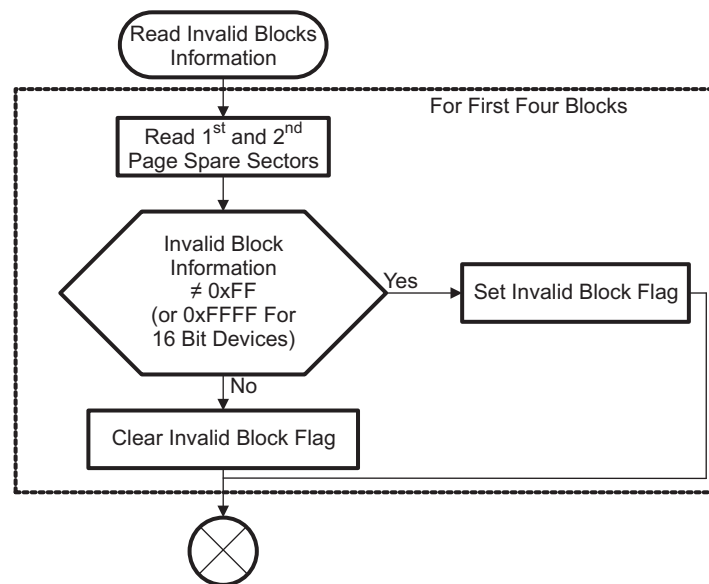 Read Invalid Blocks
Information
For First Four Blocks
Read 1st and 2nd
Page Spare Sectors
Invalid Block
Information
≠ 0xFF
(or 0xFFFF For
16 Bit Devices)
Yes
Set Invalid Block Flag
No
Clear Invalid Block Flag